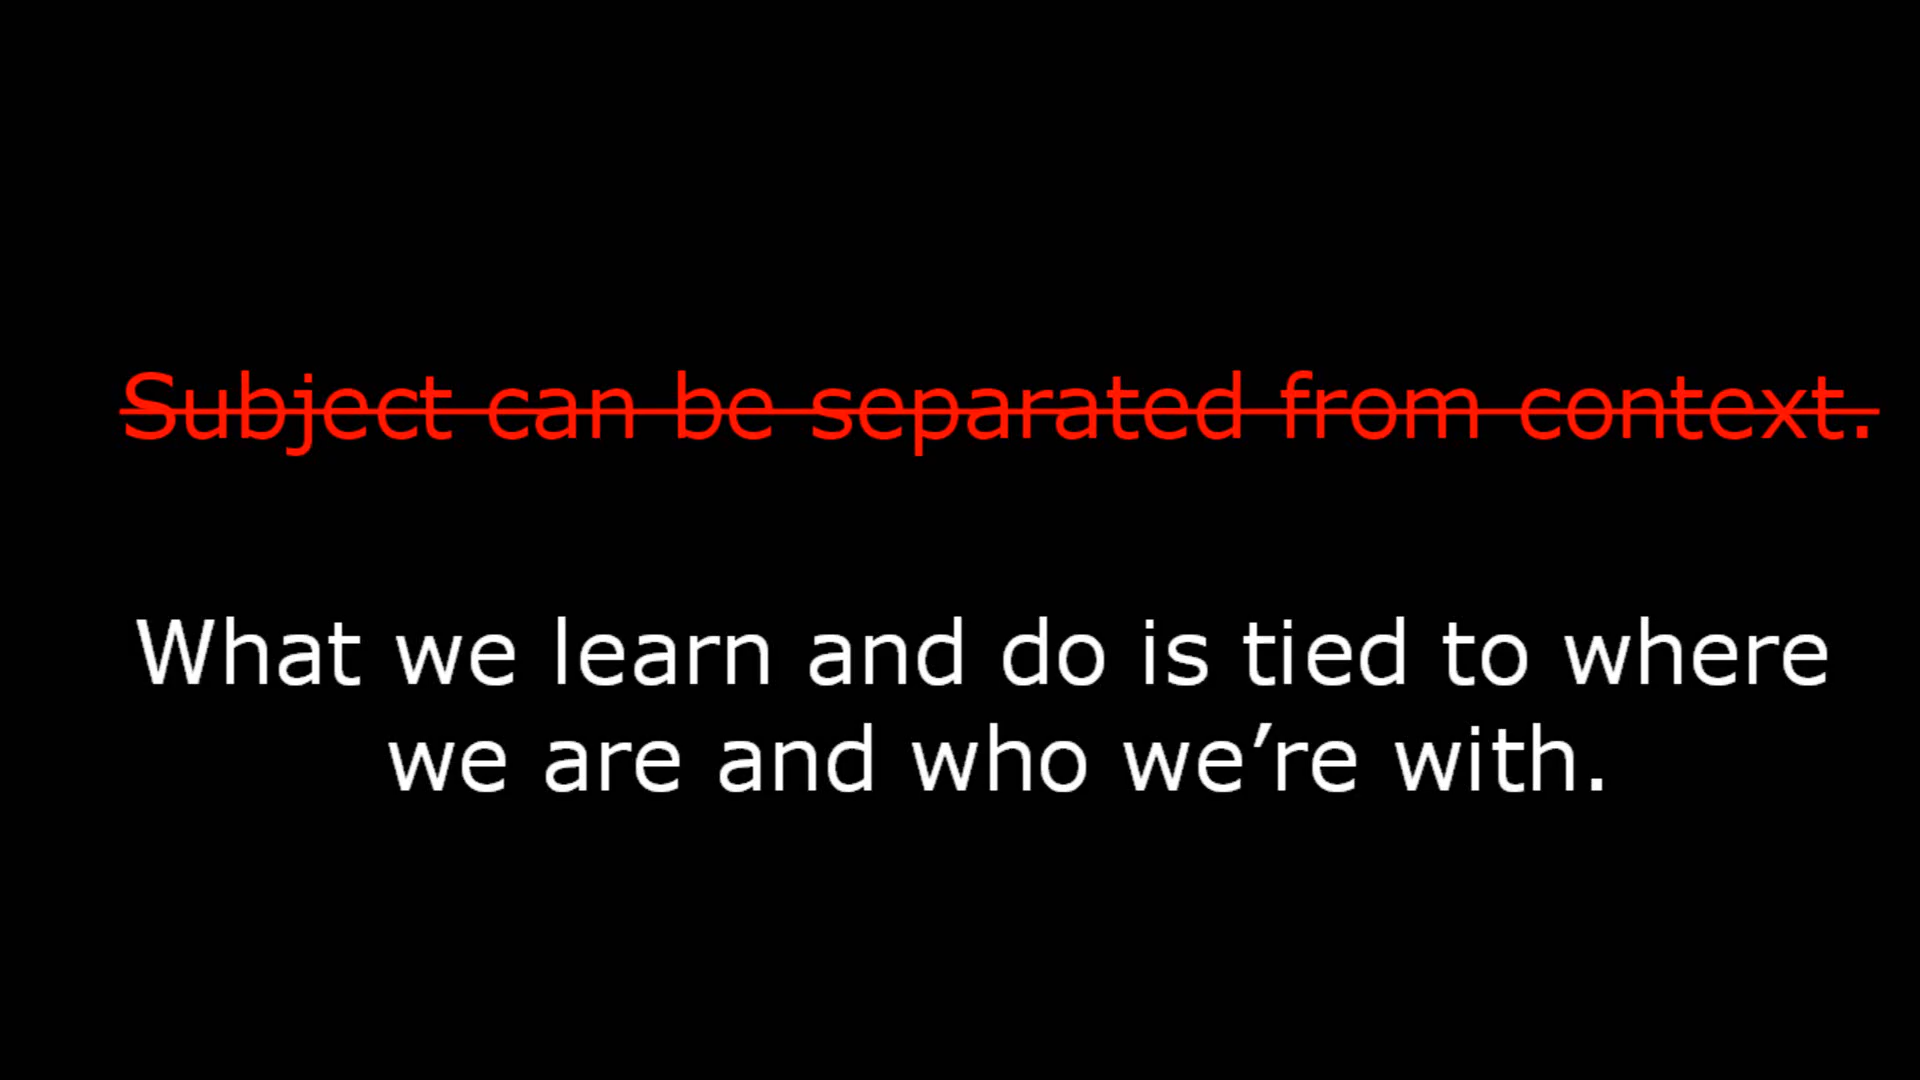 Subject can be separated from context.
What we learn and do is tied to where
we are and who we’re with.